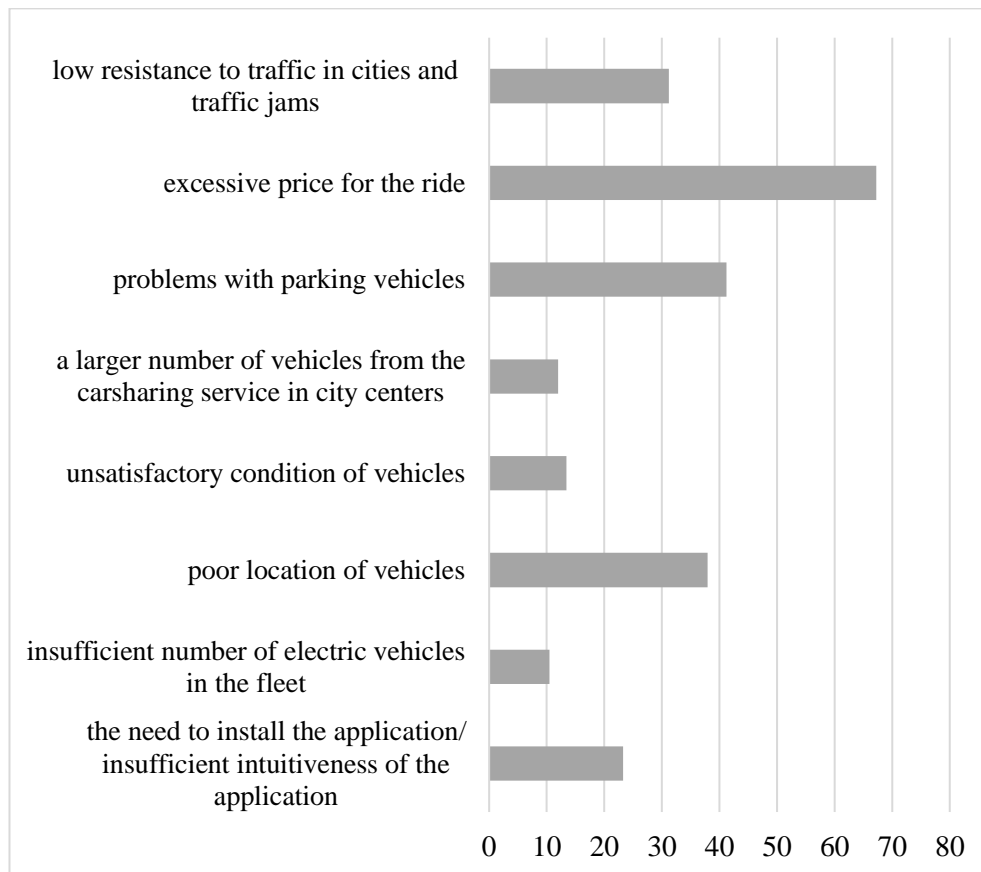 low resistance to traffic in cities and
traffic jams
excessive price for the ride
problems with parking vehicles
a larger number of vehicles from the
carsharing service in city centers
unsatisfactory condition of vehicles
poor location of vehicles
insufficient number of electric vehicles
in the fleet
the need to install the application/
insufficient intuitiveness of the
application
0 10 20 30 40 50 60 70 80